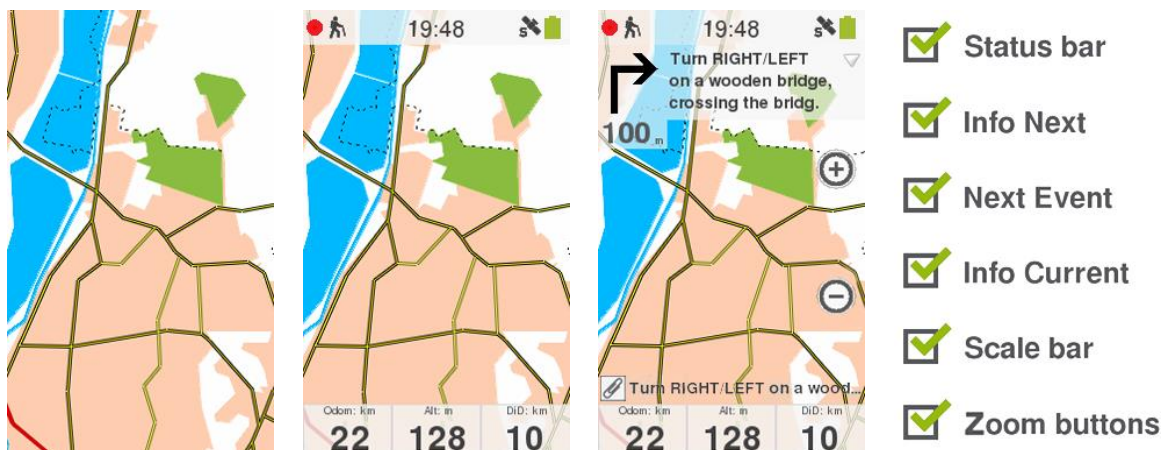 19:48
S
Odom: km
Alt: m
DiD: km
22
128
10
19:48
S
Turn RIGHT/LEFT
on a wooden bridge,
crossing the bridg.
100 m
+
−
Turn RIGHT/LEFT on a wood...
Odom: km
Alt: m
DiD: km
22
128
10
Status bar
Info Next
Next Event
Info Current
Scale bar
Zoom buttons